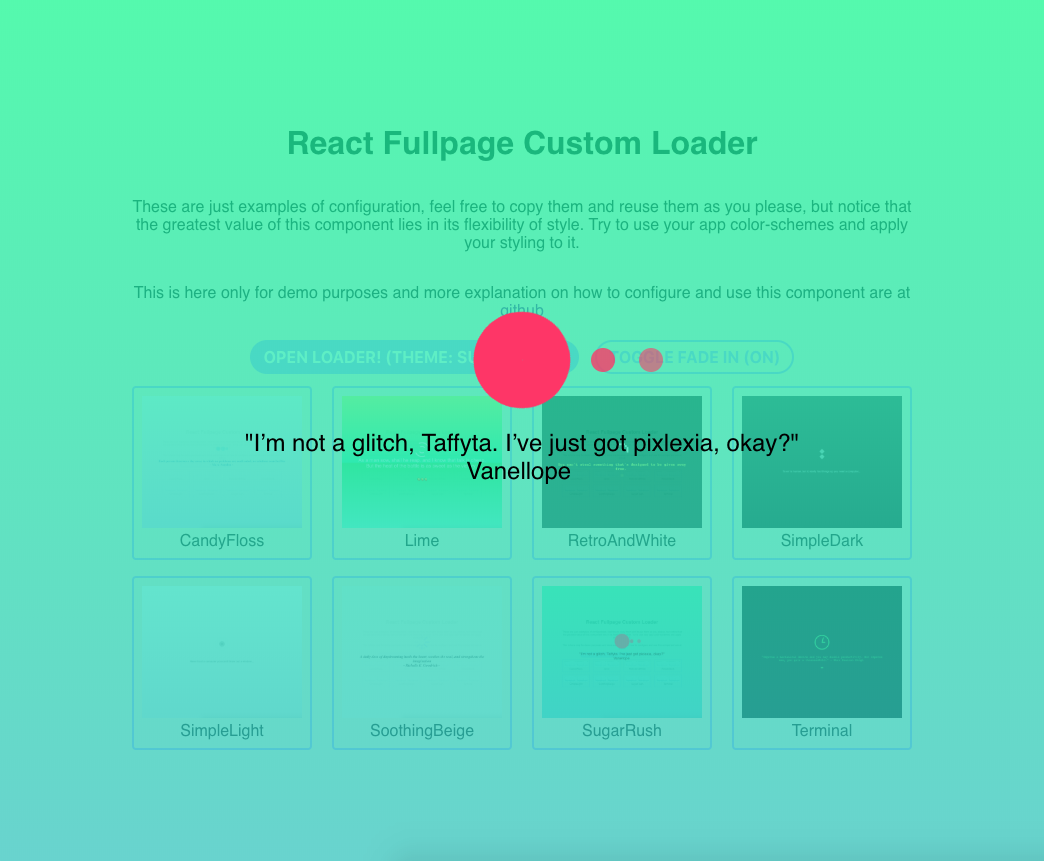 React Fullpage Custom Loader
These are just examples of configuration, feel free to copy them and reuse them as you please, but notice that
the greatest value of this component lies in its flexibility of style. Try to use your app color-schemes and apply
your styling to it.
This is here only for demo purposes and more explanation on how to configure and use this component are at
github
OPEN LOADER! (THEME: SU
TOGGLE FADE IN (ON)
"I’m not a glitch, Taffyta. I’ve just got pixlexia, okay?"
Vanellope
CandyFloss
Lime
RetroAndWhite
SimpleDark
SimpleLight
SoothingBeige
SugarRush
Terminal